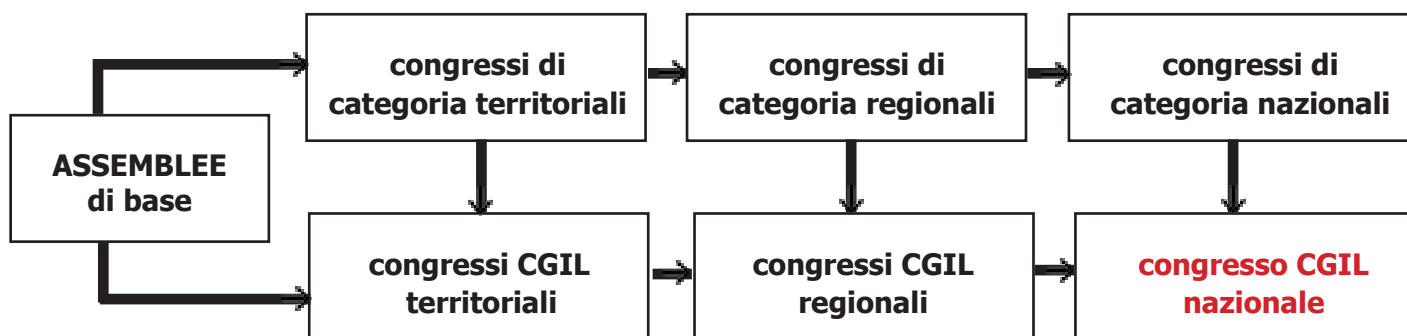 congressi di
categoria territoriali
congressi di
categoria regionali
congressi di
categoria nazionali
ASSEMBLEE
di base
congressi CGIL
territoriali
congressi CGIL
regionali
congresso CGIL
nazionale